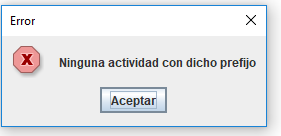 Error
Ninguna actividad con dicho prefijo
Aceptar